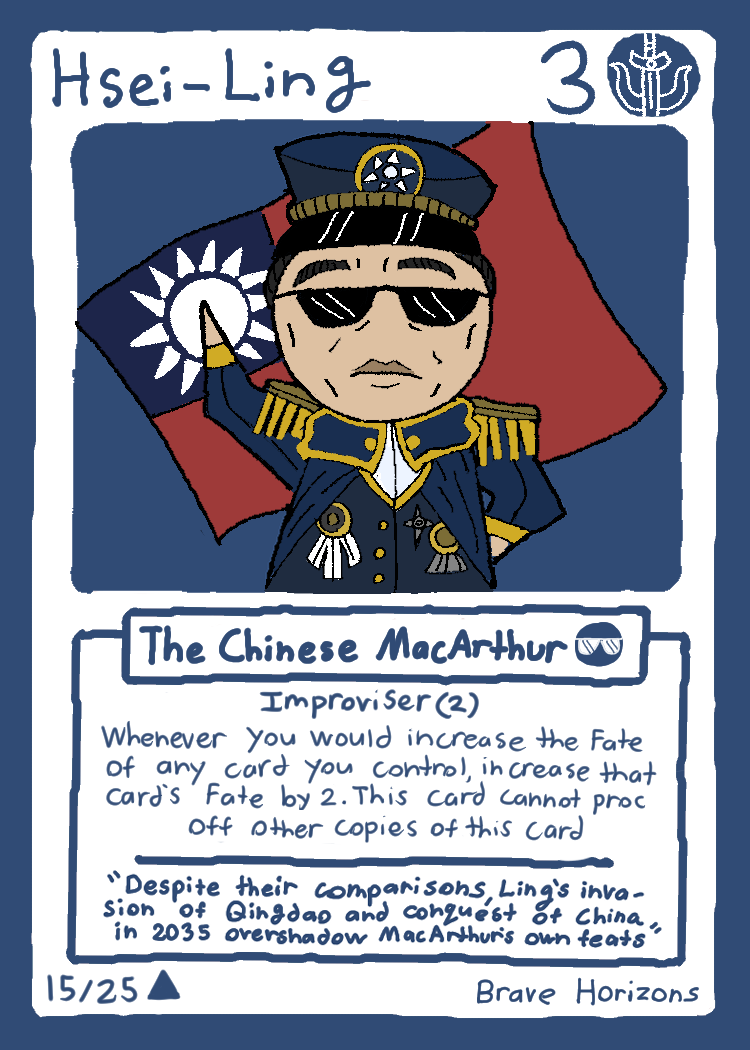 Hsei-Ling 3
The Chinese MacArthur
Improviser (2)
Whenever you would increase the Fate
of any card you control, increase that
card's Fate by 2. This card cannot proc
off other copies of this card
"Despite their comparisons, Ling's inva-
sion of Qingdao and conquest of China
in 2035 overshadow MacArthur's own feats"
15/25
Brave Horizons